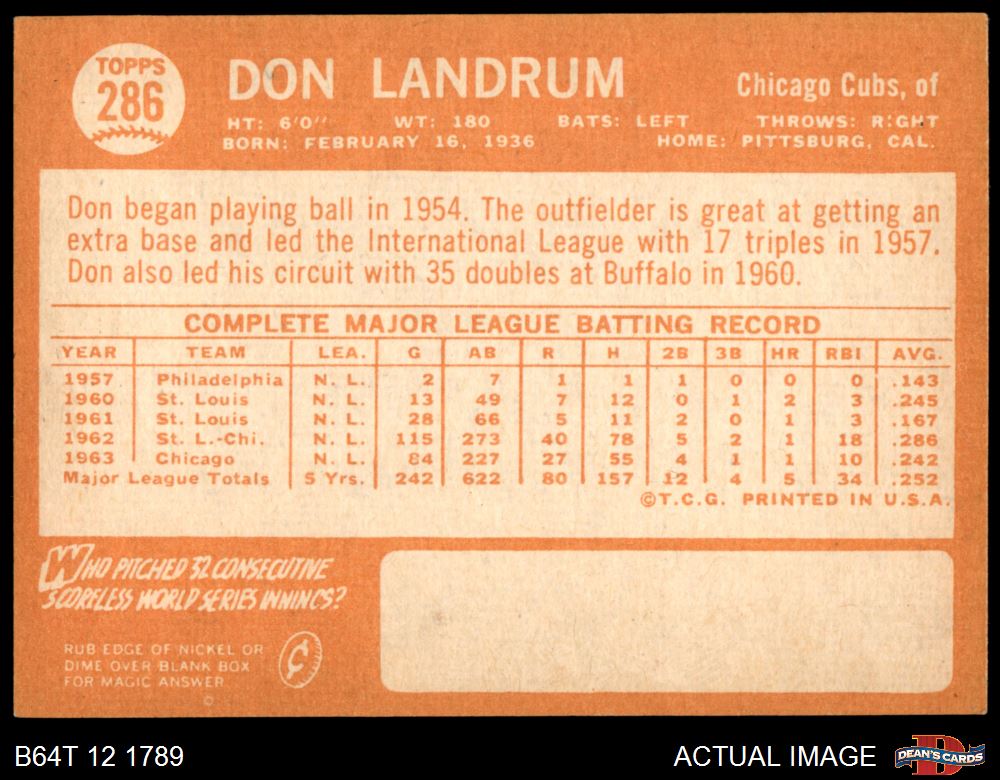 TOPPS
286
DON LANDRUM
Chicago Cubs, of
HT: 6'0" WT: 180 BATS: LEFT THROWS: RIGHT
BORN: FEBRUARY 16, 1936 HOME: PITTSBURG, CAL.
Don began playing ball in 1954. The outfielder is great at getting an
extra base and led the International League with 17 triples in 1957.
Don also led his circuit with 35 doubles at Buffalo in 1960.
COMPLETE MAJOR LEAGUE BATTING RECORD
YEAR TEAM LEA. G AB R H 2B 3B HR RBI AVG.
1957 Philadelphia N. L. 2 7 1 1 1 0 0 0 .143
1960 St. Louis N. L. 13 49 7 12 0 1 2 3 .245
1961 St. Louis N. L. 28 66 5 11 2 0 1 3 .167
1962 St. L.-Chi. N. L. 115 273 40 78 5 2 1 18 .286
1963 Chicago N. L. 84 227 27 55 4 1 1 10 .242
Major League Totals 5 Yrs. 242 622 80 157 12 4 5 34 .252
©T.C.G. PRINTED IN U.S.A.
WHO PITCHED 32 CONSECUTIVE
SCORELESS WORLD SERIES INNINGS?
RUB EDGE OF NICKEL OR
DIME OVER BLANK BOX
FOR MAGIC ANSWER
¢
©
B64T 12 1789
ACTUAL IMAGE
D
DEAN'S CARDS